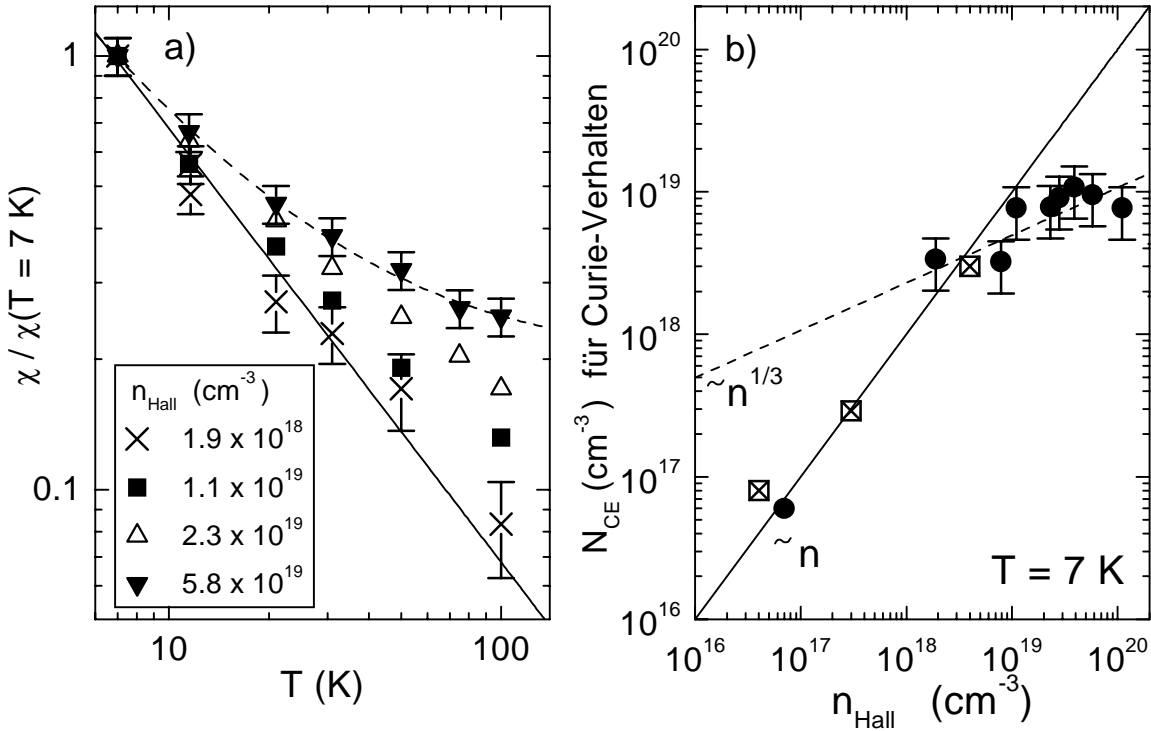 a)
1
0.1
χ / χ(T = 7 K)
n_Hall (cm^-3)
1.9 x 10^18
1.1 x 10^19
2.3 x 10^19
5.8 x 10^19
10
100
T (K)
b)
10^20
10^19
10^18
10^17
10^16
N_CE (cm^-3) für Curie-Verhalten
~n^1/3
~n
T = 7 K
10^16
10^17
10^18
10^19
10^20
n_Hall (cm^-3)